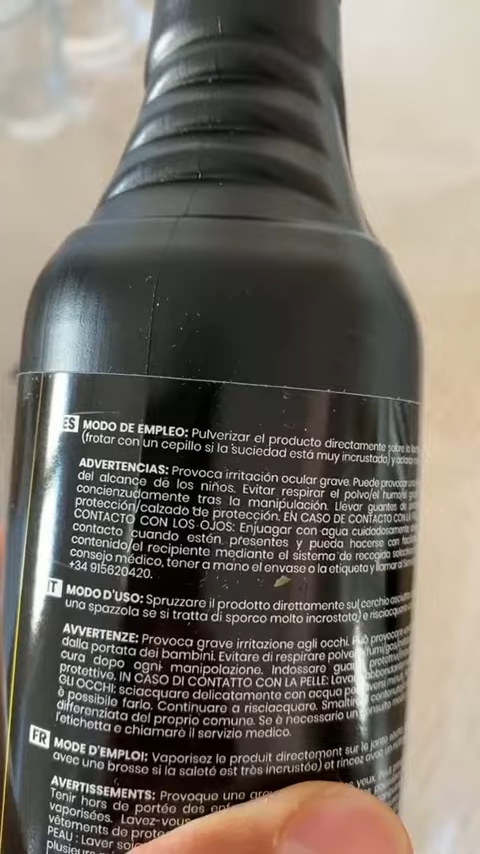 ES MODO DE EMPLEO: Pulverizar el producto directamente sobre la
(frotar con un cepillo si la suciedad está muy incrustada) y
ADVERTENCIAS: Provoca irritación ocular grave. Puede provocar
del alcance de los niños. Evitar respirar el polvo/el humo/el
concienzudamente tras la manipulación. Llevar guantes de
protección/calzado de protección. EN CASO DE CONTACTO CON LA
CONTACTO CON LOS OJOS: Enjuagar con agua cuidadosamente
contacto cuando estén presentes y pueda hacerse con
contenido/el recipiente mediante el sistema de recogida
consejo médico, tener a mano el envase o la etiqueta y llamar al
+34 915620420.
IT MODO D'USO: Spruzzare il prodotto direttamente sul cerchio asciutto
una spazzola se si tratta di sporco molto incrostato) e risciacquare
AVVERTENZE: Provoca grave irritazione agli occhi. Può provocare
dalla portata dei bambini. Evitare di respirare
cura dopo ogni manipolazione. Indossare
protettive. IN CASO DI CONTATTO CON LA PELLE:
GLI OCCHI: sciacquare delicatamente con acqua
è possibile farlo. Continuare a risciacquare.
differenziata del proprio comune. Se è necessario un
l'etichetta e chiamare il servizio medico.
FR MODE D'EMPLOI: Vaporisez le produit directement sur le jante
avec une brosse si la saleté est très incrustée) et rincez avec
AVERTISSEMENTS: Provoque une
Tenir hors de portée des
vaporisées. Lavez-vous
vêtements de
PEAU : Laver
plusieurs